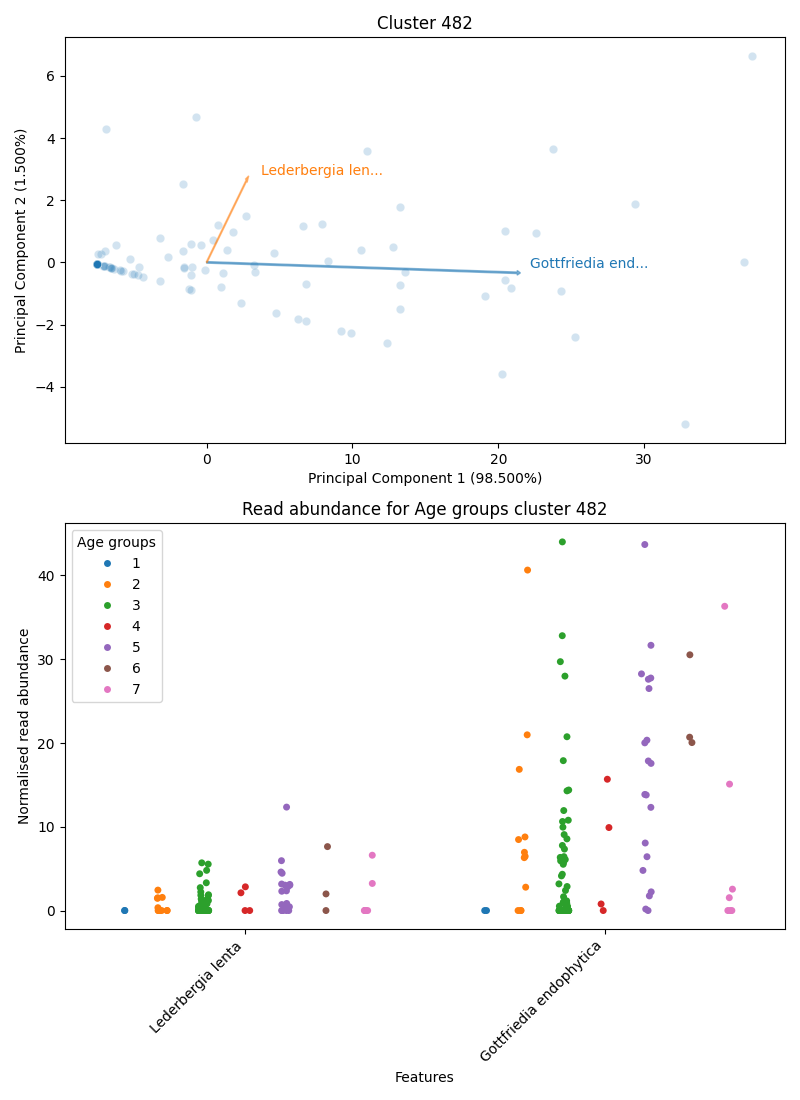 Cluster 482
6
4
2
0
−2
−4
Principal Component 2 (1.500%)
Lederbergia len...
Gottfriedia end...
0
10
20
30
Principal Component 1 (98.500%)
Read abundance for Age groups cluster 482
Age groups
1
2
3
4
5
6
7
40
30
20
10
0
Normalised read abundance
Lederbergia lenta
Gottfriedia endophytica
Features